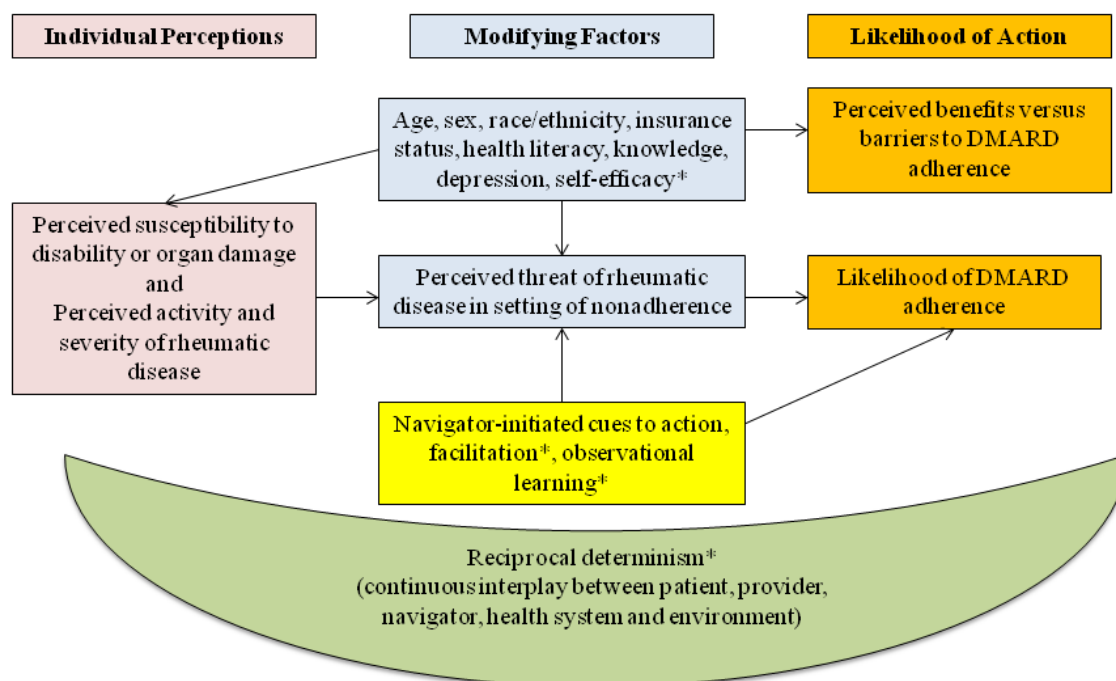 Individual Perceptions
Modifying Factors
Likelihood of Action
Age, sex, race/ethnicity, insurance
status, health literacy, knowledge,
depression, self-efficacy*
Perceived benefits versus
barriers to DMARD
adherence
Perceived susceptibility to
disability or organ damage
and
Perceived activity and
severity of rheumatic
disease
Perceived threat of rheumatic
disease in setting of nonadherence
Likelihood of DMARD
adherence
Navigator-initiated cues to action,
facilitation*, observational
learning*
Reciprocal determinism*
(continuous interplay between patient, provider,
navigator, health system and environment)